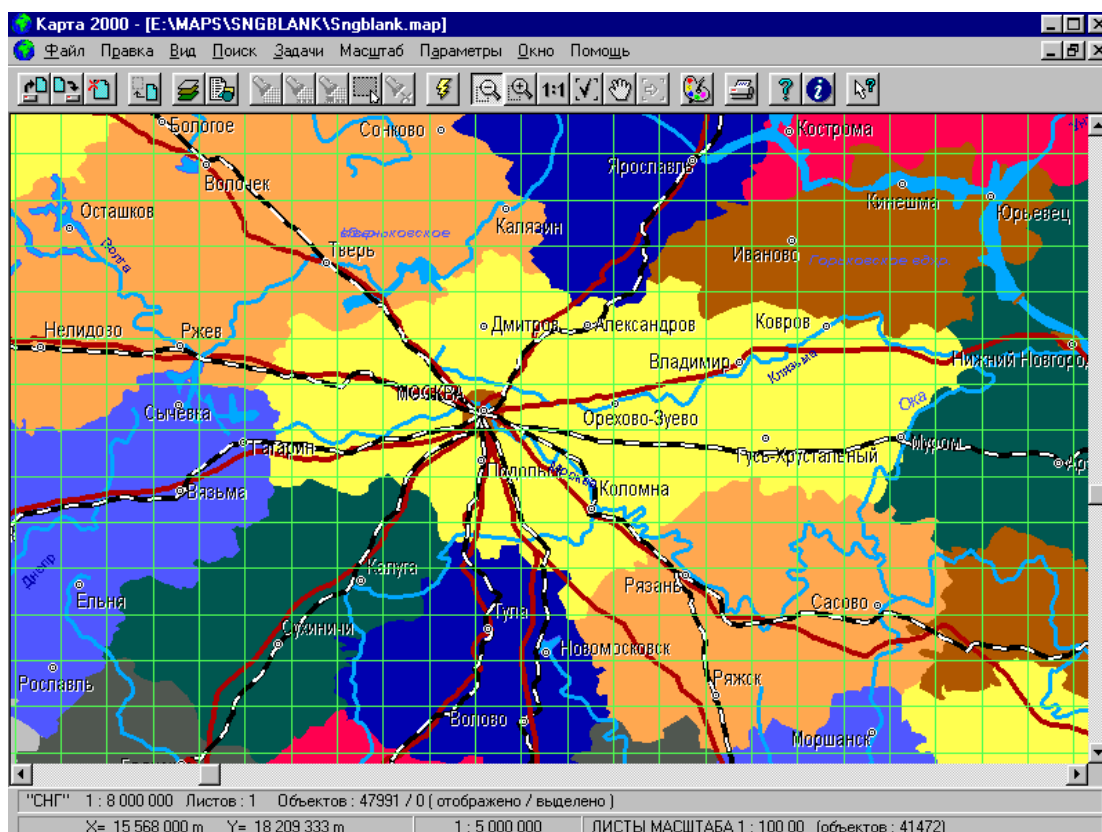 Карта 2000 - [E:\MAPS\SNGBLANK\Sngblank.map]
Файл Правка Вид Поиск Задачи Масштаб Параметры Окно Помощь
1:1
Бологое
Сонково
Кострома
Волочек
Ярославль
Кинешма
Осташков
Юрьевец
Калязин
Волга
Тверь
Иваново
Горьковское вдхр
Нелидово
Ржев
Дмитров
Александров
Ковров
Владимир
Клязьма
Нижний Новгород
МОСКВА
Ока
Сычевка
Орехово-Зуево
Гагарин
Гусь-Хрустальный
Муром
Подольск
Москва
Вязьма
Коломна
Днепр
Калуга
Рязань
Ельня
Сасово
Тула
Сухиничи
Новомосковск
Рославль
Ряжск
Волово
Моршанск
"СНГ" 1 : 8 000 000 Листов : 1 Объектов : 47991 / 0 ( отображено / выделено )
X= 15 568 000 m Y= 18 209 333 m 1 : 5 000 000 ЛИСТЫ МАСШТАБА 1 : 100 00 (объектов : 41472)